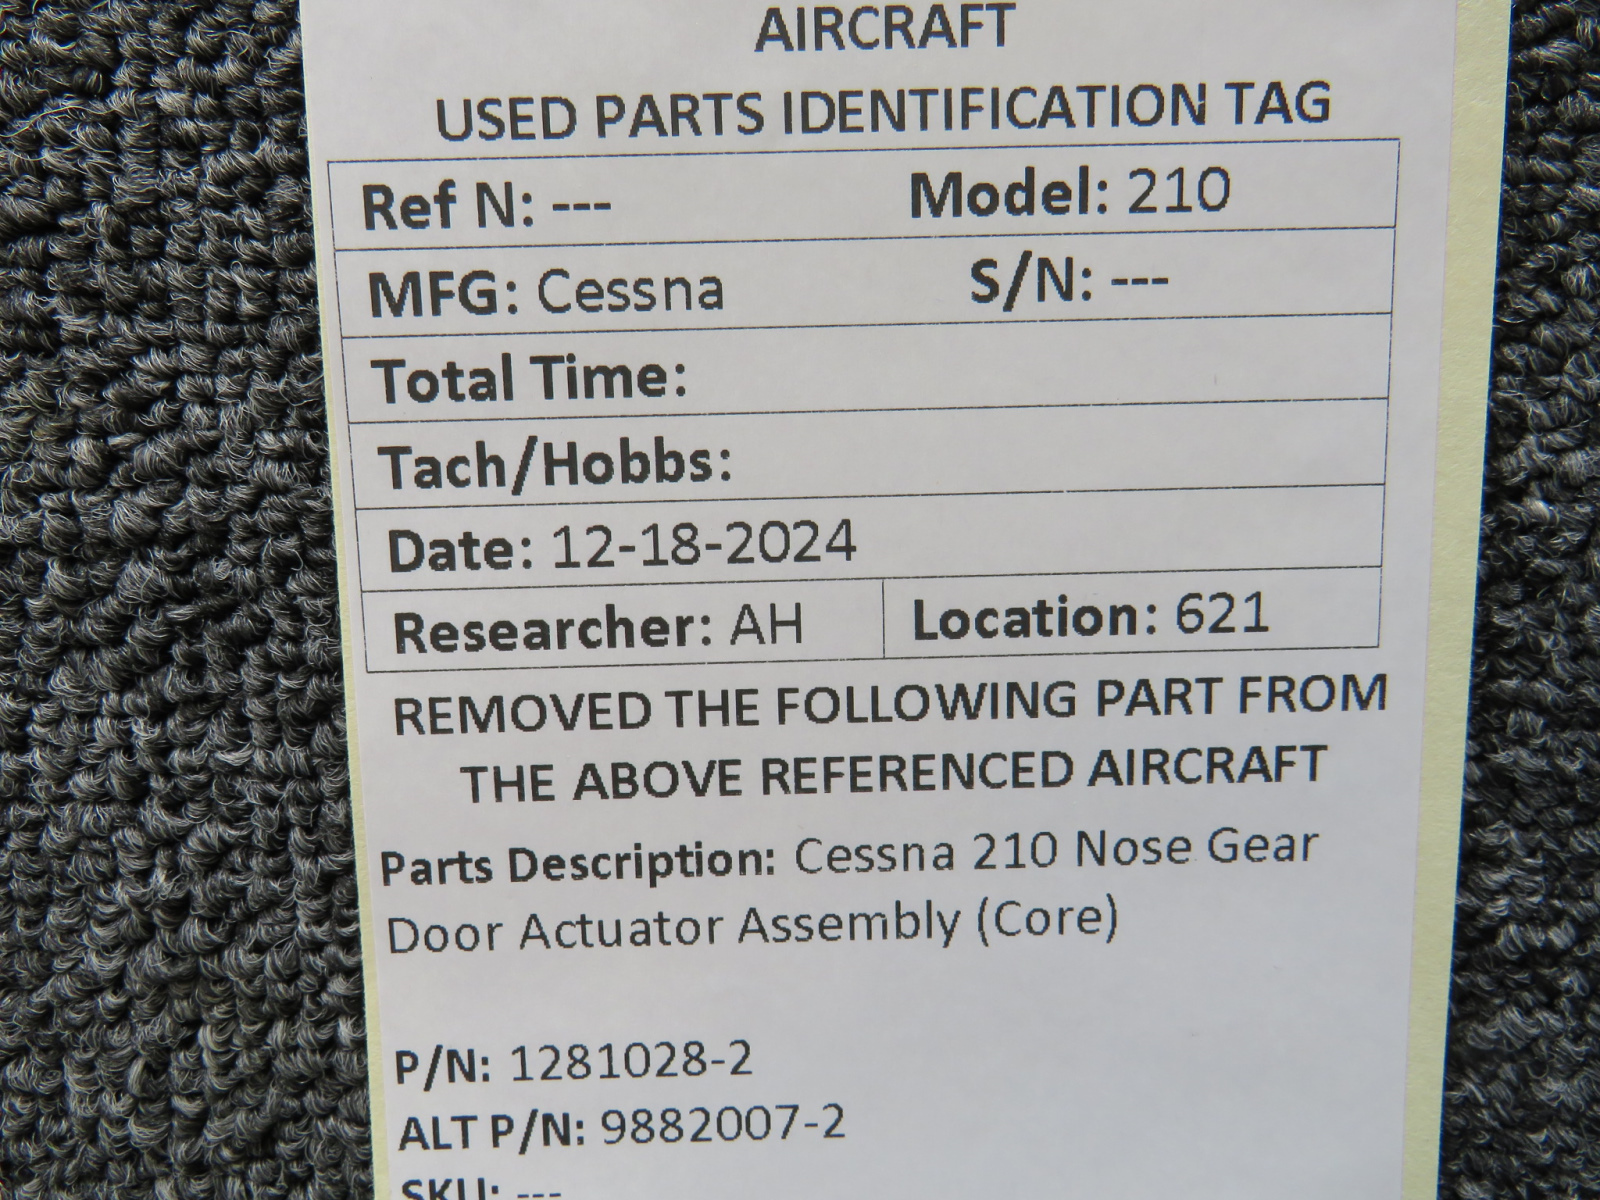 AIRCRAFT
USED PARTS IDENTIFICATION TAG
Ref N: --- Model: 210
MFG: Cessna S/N: ---
Total Time:
Tach/Hobbs:
Date: 12-18-2024
Researcher: AH Location: 621
REMOVED THE FOLLOWING PART FROM
THE ABOVE REFERENCED AIRCRAFT
Parts Description: Cessna 210 Nose Gear
Door Actuator Assembly (Core)
P/N: 1281028-2
ALT P/N: 9882007-2
SKU: ---